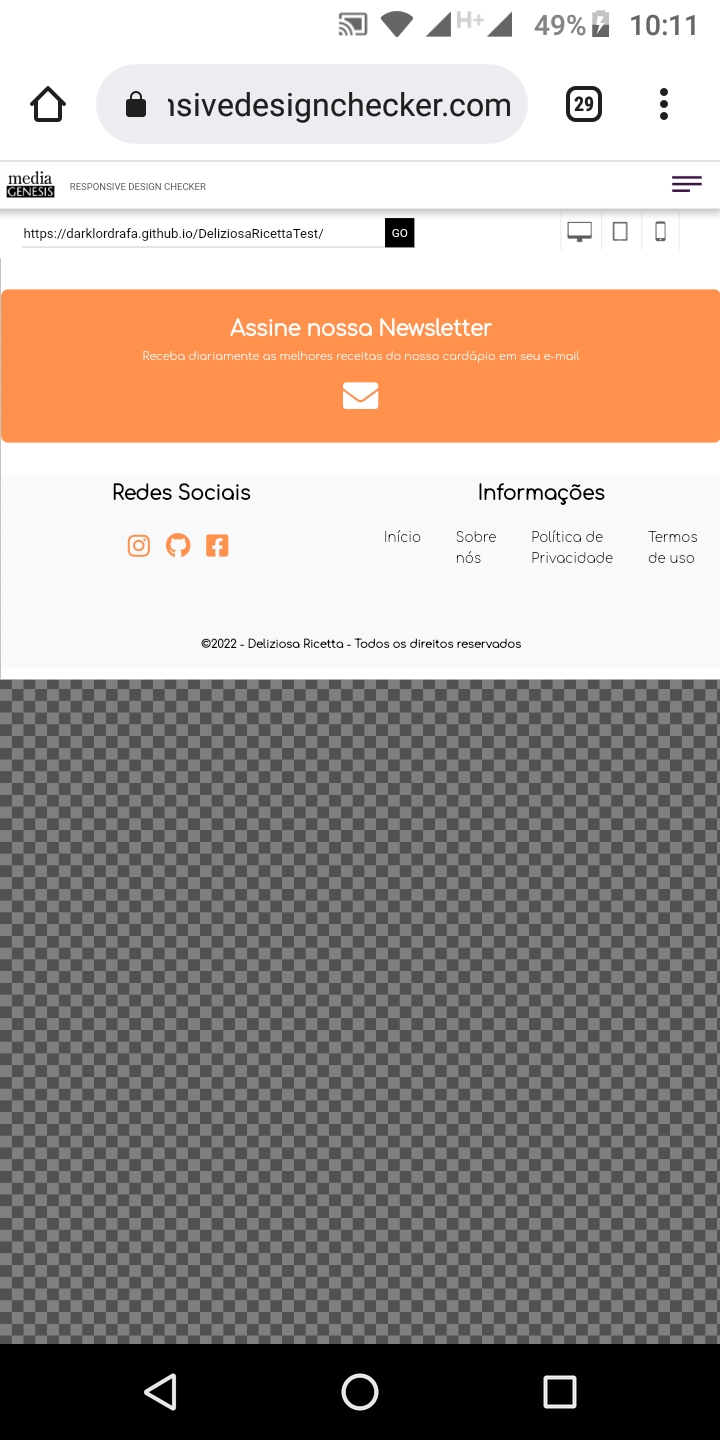 H+ 49% 10:11
nsivedesignchecker.com 29
media
GENESIS
RESPONSIVE DESIGN CHECKER
https://darklordrafa.github.io/DeliziosaRicettaTest/ GO
Assine nossa Newsletter
Receba diariamente as melhores receitas do nosso cardápio em seu e-mail
Redes Sociais
Informações
Início
Sobre
nós
Política de
Privacidade
Termos
de uso
©2022 - Deliziosa Ricetta - Todos os direitos reservados